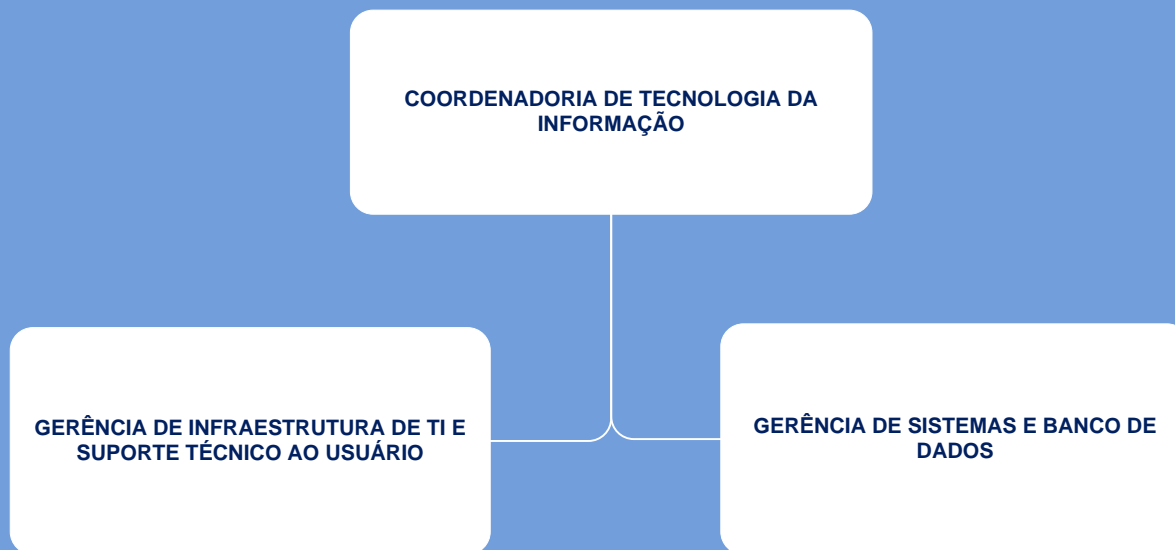 COORDENADORIA DE TECNOLOGIA DA
INFORMAÇÃO
GERÊNCIA DE INFRAESTRUTURA DE TI E
SUPORTE TÉCNICO AO USUÁRIO
GERÊNCIA DE SISTEMAS E BANCO DE
DADOS